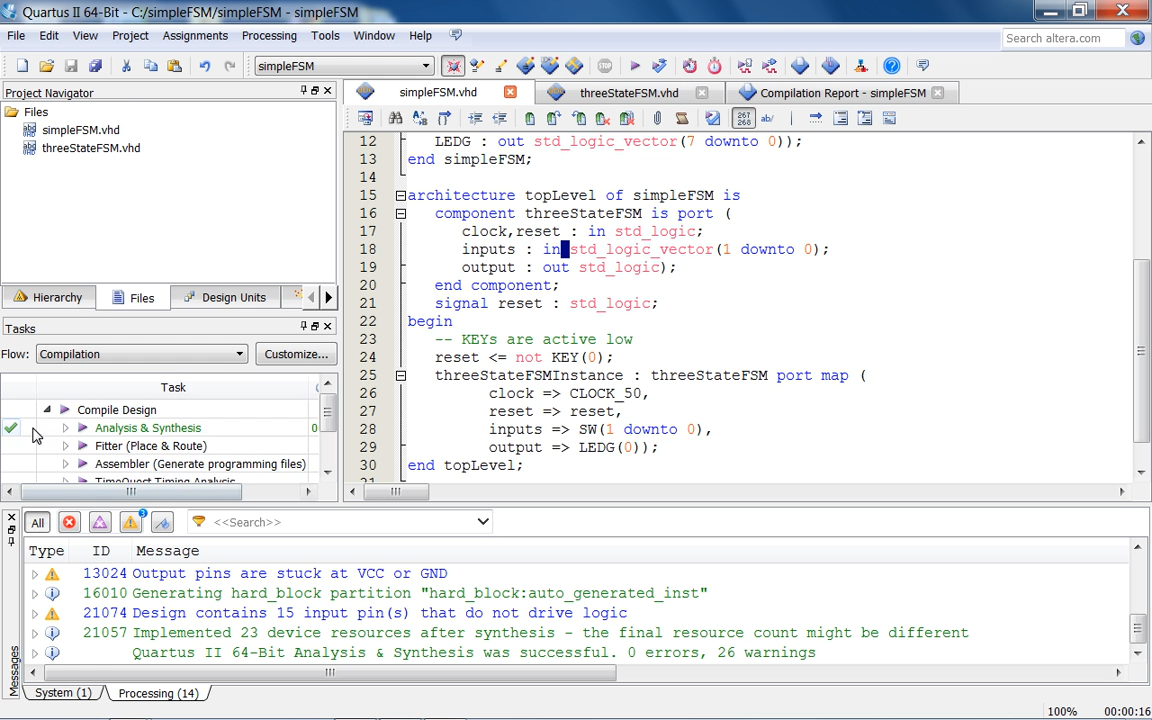 Quartus II 64-Bit - C:/simpleFSM/simpleFSM - simpleFSM
File Edit View Project Assignments Processing Tools Window Help
Search altera.com
simpleFSM
Project Navigator
Files
simpleFSM.vhd
threeStateFSM.vhd
Hierarchy Files Design Units
Tasks
Flow: Compilation Customize...
Task
Compile Design
Analysis & Synthesis 0
Fitter (Place & Route)
Assembler (Generate programming files)
TimeQuest Timing Analysis
simpleFSM.vhd threeStateFSM.vhd Compilation Report - simpleFSM
267 268 ab/
12 LEDG : out std_logic_vector(7 downto 0));
13 end simpleFSM;
14
15 architecture topLevel of simpleFSM is
16 component threeStateFSM is port (
17 clock,reset : in std_logic;
18 inputs : in std_logic_vector(1 downto 0);
19 output : out std_logic);
20 end component;
21 signal reset : std_logic;
22 begin
23 -- KEYs are active low
24 reset <= not KEY(0);
25 threeStateFSMInstance : threeStateFSM port map (
26 clock => CLOCK_50,
27 reset => reset,
28 inputs => SW(1 downto 0),
29 output => LEDG(0));
30 end topLevel;
31
All 3 <<Search>>
Type ID Message
13024 Output pins are stuck at VCC or GND
16010 Generating hard_block partition "hard_block:auto_generated_inst"
21074 Design contains 15 input pin(s) that do not drive logic
21057 Implemented 23 device resources after synthesis - the final resource count might be different
Quartus II 64-Bit Analysis & Synthesis was successful. 0 errors, 26 warnings
Messages
System (1) Processing (14)
100% 00:00:16